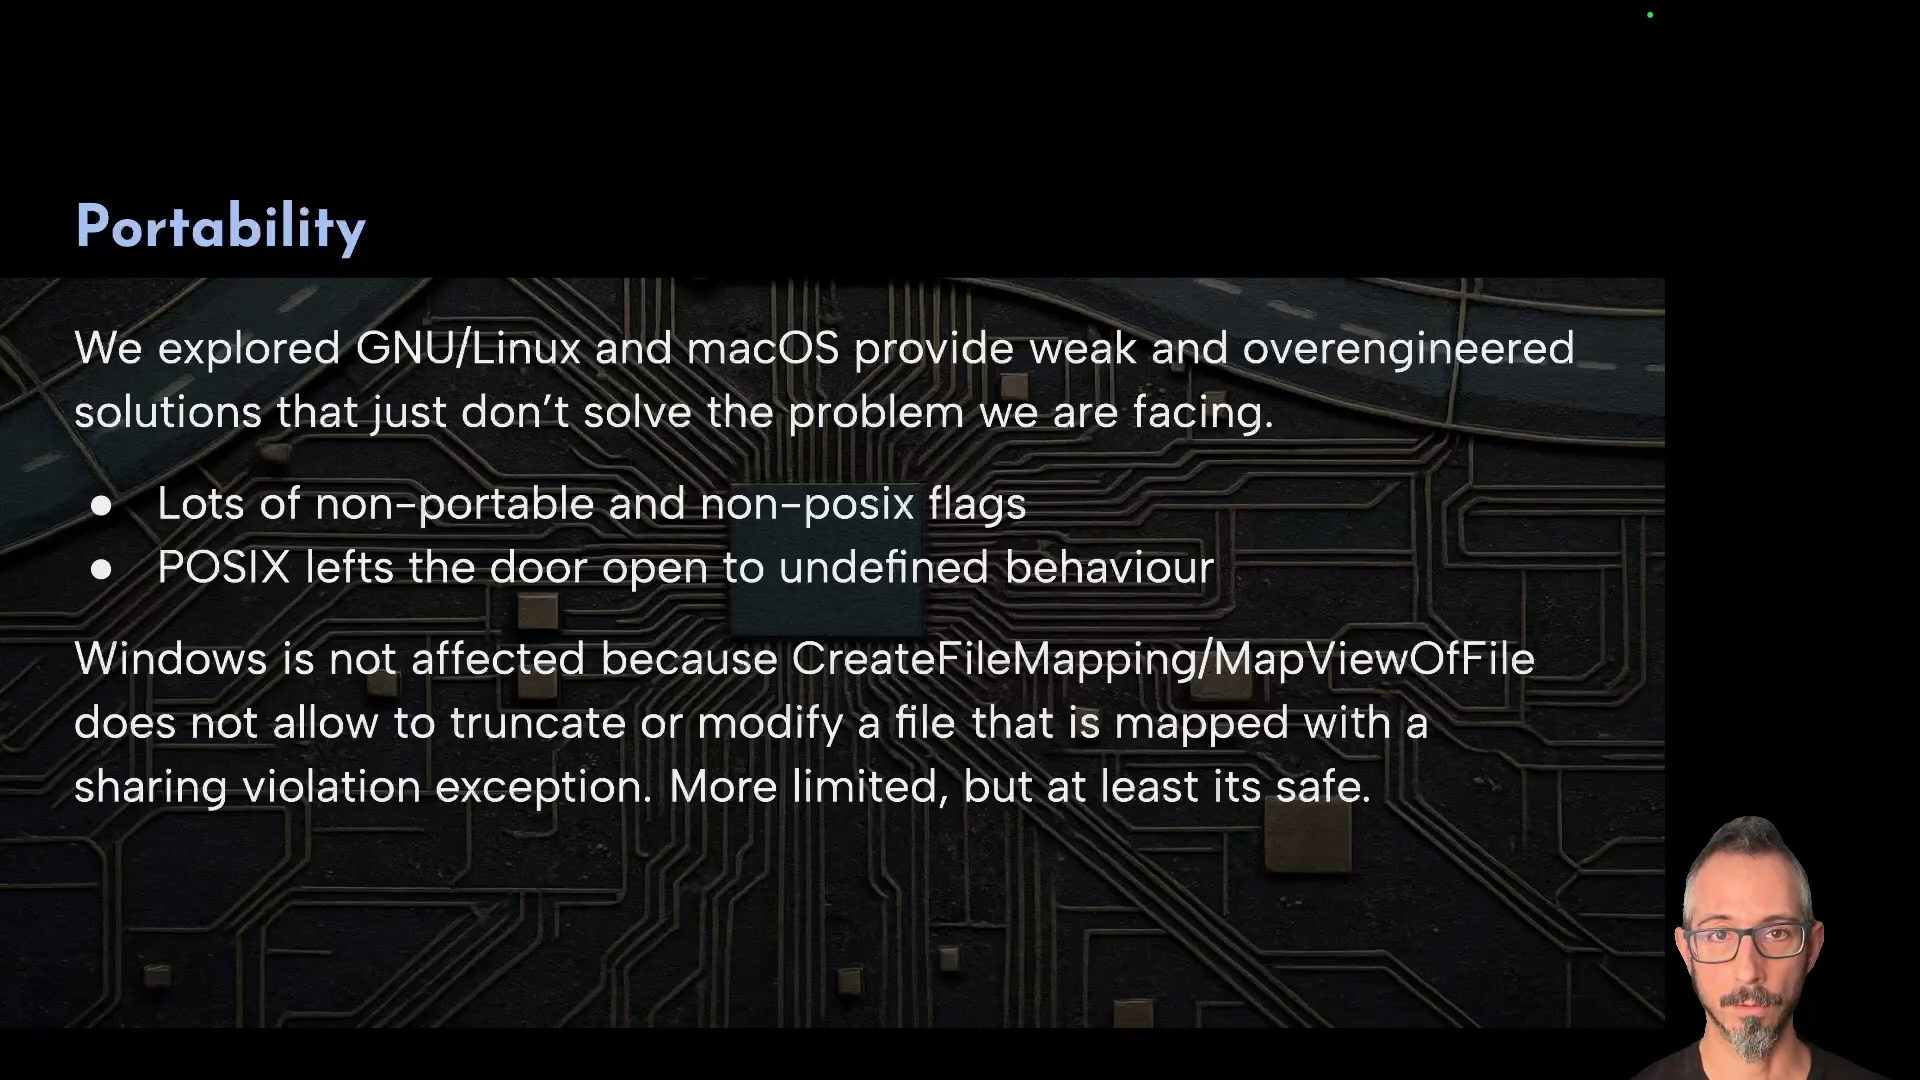 Portability
We explored GNU/Linux and macOS provide weak and overengineered
solutions that just don’t solve the problem we are facing.
● Lots of non-portable and non-posix flags
● POSIX lefts the door open to undefined behaviour
Windows is not affected because CreateFileMapping/MapViewOfFile
does not allow to truncate or modify a file that is mapped with a
sharing violation exception. More limited, but at least its safe.